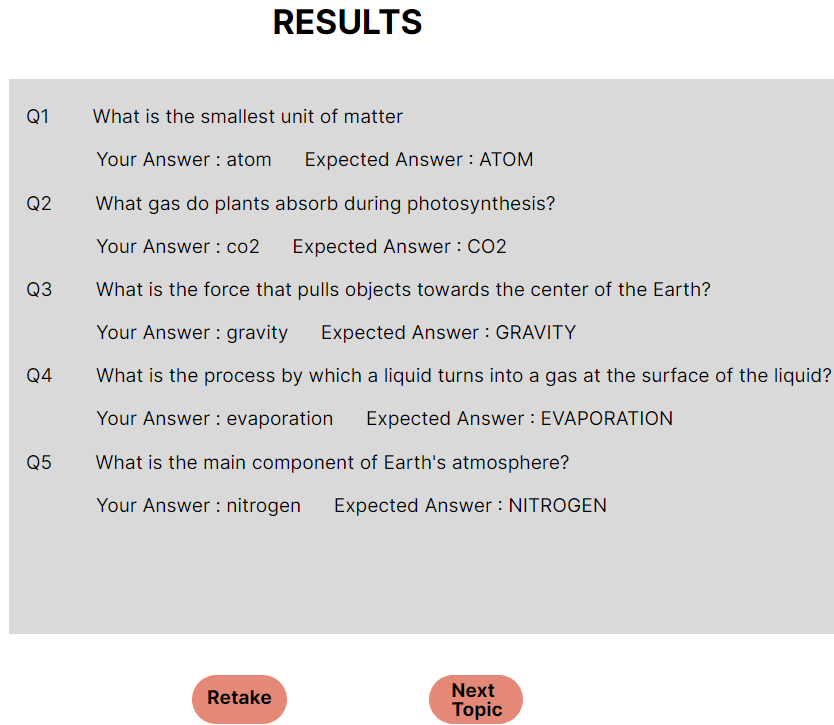 RESULTS
Q1 What is the smallest unit of matter
Your Answer : atom Expected Answer : ATOM
Q2 What gas do plants absorb during photosynthesis?
Your Answer : co2 Expected Answer : CO2
Q3 What is the force that pulls objects towards the center of the Earth?
Your Answer : gravity Expected Answer : GRAVITY
Q4 What is the process by which a liquid turns into a gas at the surface of the liquid?
Your Answer : evaporation Expected Answer : EVAPORATION
Q5 What is the main component of Earth's atmosphere?
Your Answer : nitrogen Expected Answer : NITROGEN
Retake
Next
Topic